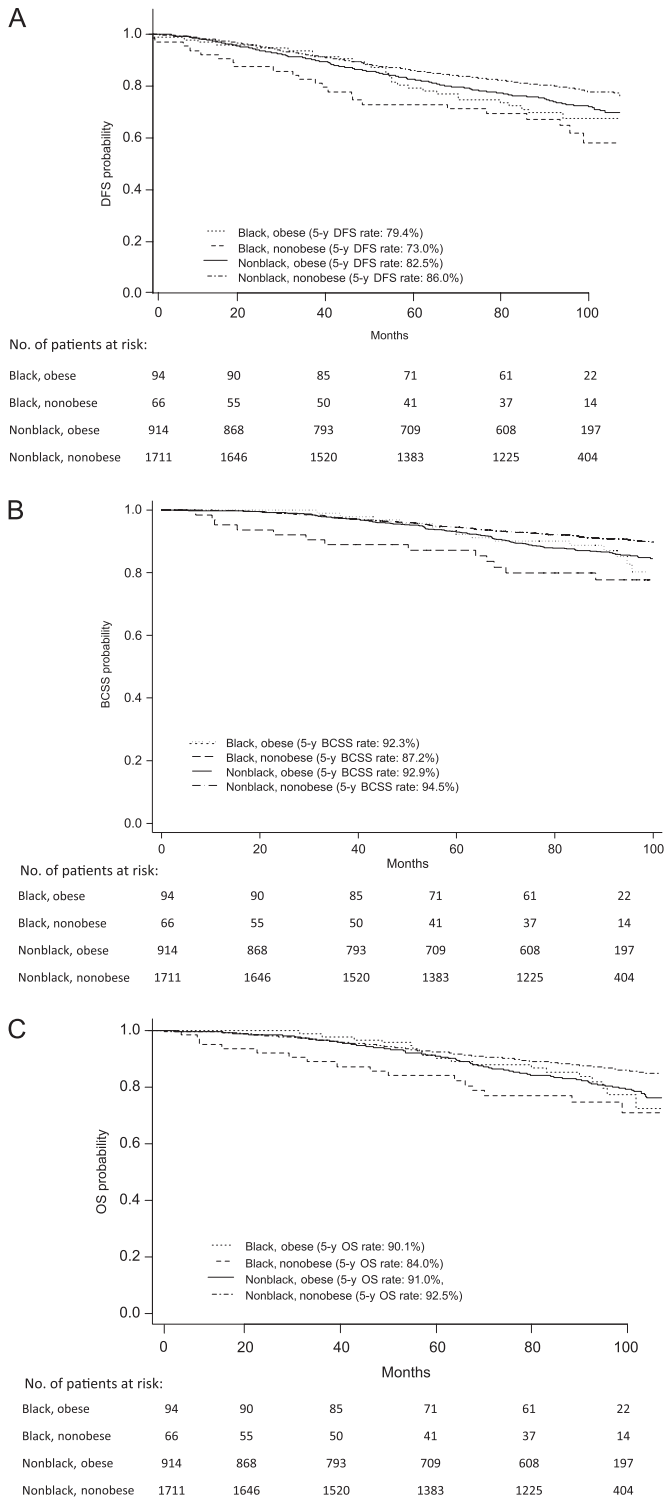 A
DFS probability
1.0
0.8
0.6
0.4
0.2
0.0
Black, obese (5-y DFS rate: 79.4%)
Black, nonobese (5-y DFS rate: 73.0%)
Nonblack, obese (5-y DFS rate: 82.5%)
Nonblack, nonobese (5-y DFS rate: 86.0%)
0 20 40 60 80 100
Months
No. of patients at risk:
Black, obese 94 90 85 71 61 22
Black, nonobese 66 55 50 41 37 14
Nonblack, obese 914 868 793 709 608 197
Nonblack, nonobese 1711 1646 1520 1383 1225 404
B
BCSS probability
1.0
0.8
0.6
0.4
0.2
0.0
Black, obese (5-y BCSS rate: 92.3%)
Black, nonobese (5-y BCSS rate: 87.2%)
Nonblack, obese (5-y BCSS rate: 92.9%)
Nonblack, nonobese (5-y BCSS rate: 94.5%)
0 20 40 60 80 100
Months
No. of patients at risk:
Black, obese 94 90 85 71 61 22
Black, nonobese 66 55 50 41 37 14
Nonblack, obese 914 868 793 709 608 197
Nonblack, nonobese 1711 1646 1520 1383 1225 404
C
OS probability
1.0
0.8
0.6
0.4
0.2
0.0
Black, obese (5-y OS rate: 90.1%)
Black, nonobese (5-y OS rate: 84.0%)
Nonblack, obese (5-y OS rate: 91.0%,
Nonblack, nonobese (5-y OS rate: 92.5%)
0 20 40 60 80 100
Months
No. of patients at risk:
Black, obese 94 90 85 71 61 22
Black, nonobese 66 55 50 41 37 14
Nonblack, obese 914 868 793 709 608 197
Nonblack, nonobese 1711 1646 1520 1383 1225 404